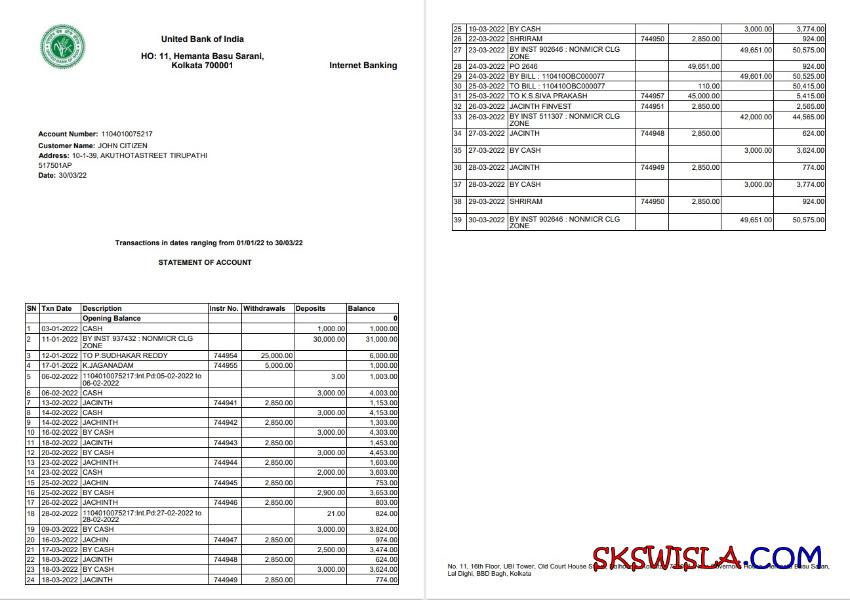 United Bank of India
HO: 11, Hemanta Basu Sarani,
Kolkata 700001
Internet Banking
Account Number: 1104010075217
Customer Name: JOHN CITIZEN
Address: 10-1-39, AKUTHOTASTREET TIRUPATHI
517501AP
Date: 30/03/22
Transactions in dates ranging from 01/01/22 to 30/03/22
STATEMENT OF ACCOUNT
SN Txn Date Description Instr No. Withdrawals Deposits Balance
Opening Balance 0
1 03-01-2022 CASH 1,000.00 1,000.00
2 11-01-2022 BY INST 937432 : NONMICR CLG 30,000.00 31,000.00
ZONE
3 12-01-2022 TO P.SUDHAKAR REDDY 744954 25,000.00 6,000.00
4 17-01-2022 K.JAGANADAM 744955 5,000.00 1,000.00
5 06-02-2022 1104010075217:Int.Pd:05-02-2022 to 3.00 1,003.00
06-02-2022
6 06-02-2022 CASH 3,000.00 4,003.00
7 13-02-2022 JACINTH 744941 2,850.00 1,153.00
8 14-02-2022 CASH 3,000.00 4,153.00
9 14-02-2022 JACHINTH 744942 2,850.00 1,303.00
10 16-02-2022 BY CASH 3,000.00 4,303.00
11 18-02-2022 JACINTH 744943 2,850.00 1,453.00
12 20-02-2022 BY CASH 3,000.00 4,453.00
13 23-02-2022 JACHINTH 744944 2,850.00 1,603.00
14 23-02-2022 CASH 2,000.00 3,603.00
15 25-02-2022 JACHIN 744945 2,850.00 753.00
16 25-02-2022 BY CASH 2,900.00 3,653.00
17 26-02-2022 JACHINTH 744946 2,850.00 803.00
18 28-02-2022 1104010075217:Int.Pd:27-02-2022 to 21.00 824.00
28-02-2022
19 09-03-2022 BY CASH 3,000.00 3,824.00
20 16-03-2022 JACHIN 744947 2,850.00 974.00
21 17-03-2022 BY CASH 2,500.00 3,474.00
22 18-03-2022 JACINTH 744948 2,850.00 624.00
23 18-03-2022 BY CASH 3,000.00 3,624.00
24 18-03-2022 JACINTH 744949 2,850.00 774.00
25 19-03-2022 BY CASH 3,000.00 3,774.00
26 22-03-2022 SHRIRAM 744950 2,850.00 924.00
27 23-03-2022 BY INST 902646 : NONMICR CLG 49,651.00 50,575.00
ZONE
28 24-03-2022 PO 2646 49,651.00 924.00
29 24-03-2022 BY BILL : 110410OBC000077 49,601.00 50,525.00
30 25-03-2022 TO BILL : 110410OBC000077 110.00 50,415.00
31 25-03-2022 TO K.S.SIVA PRAKASH 744957 45,000.00 5,415.00
32 26-03-2022 JACINTH FINVEST 744951 2,850.00 2,565.00
33 26-03-2022 BY INST 511307 : NONMICR CLG 42,000.00 44,565.00
ZONE
34 27-03-2022 JACINTH 744948 2,850.00 624.00
35 27-03-2022 BY CASH 3,000.00 3,624.00
36 28-03-2022 JACINTH 744949 2,850.00 774.00
37 28-03-2022 BY CASH 3,000.00 3,774.00
38 29-03-2022 SHRIRAM 744950 2,850.00 924.00
39 30-03-2022 BY INST 902646 : NONMICR CLG 49,651.00 50,575.00
ZONE
SKSWISLA.COM
No. 11, 16th Floor, UBI Tower, Old Court House Basu Saran,
Lal Dighi, BBD Bagh, Kolkata